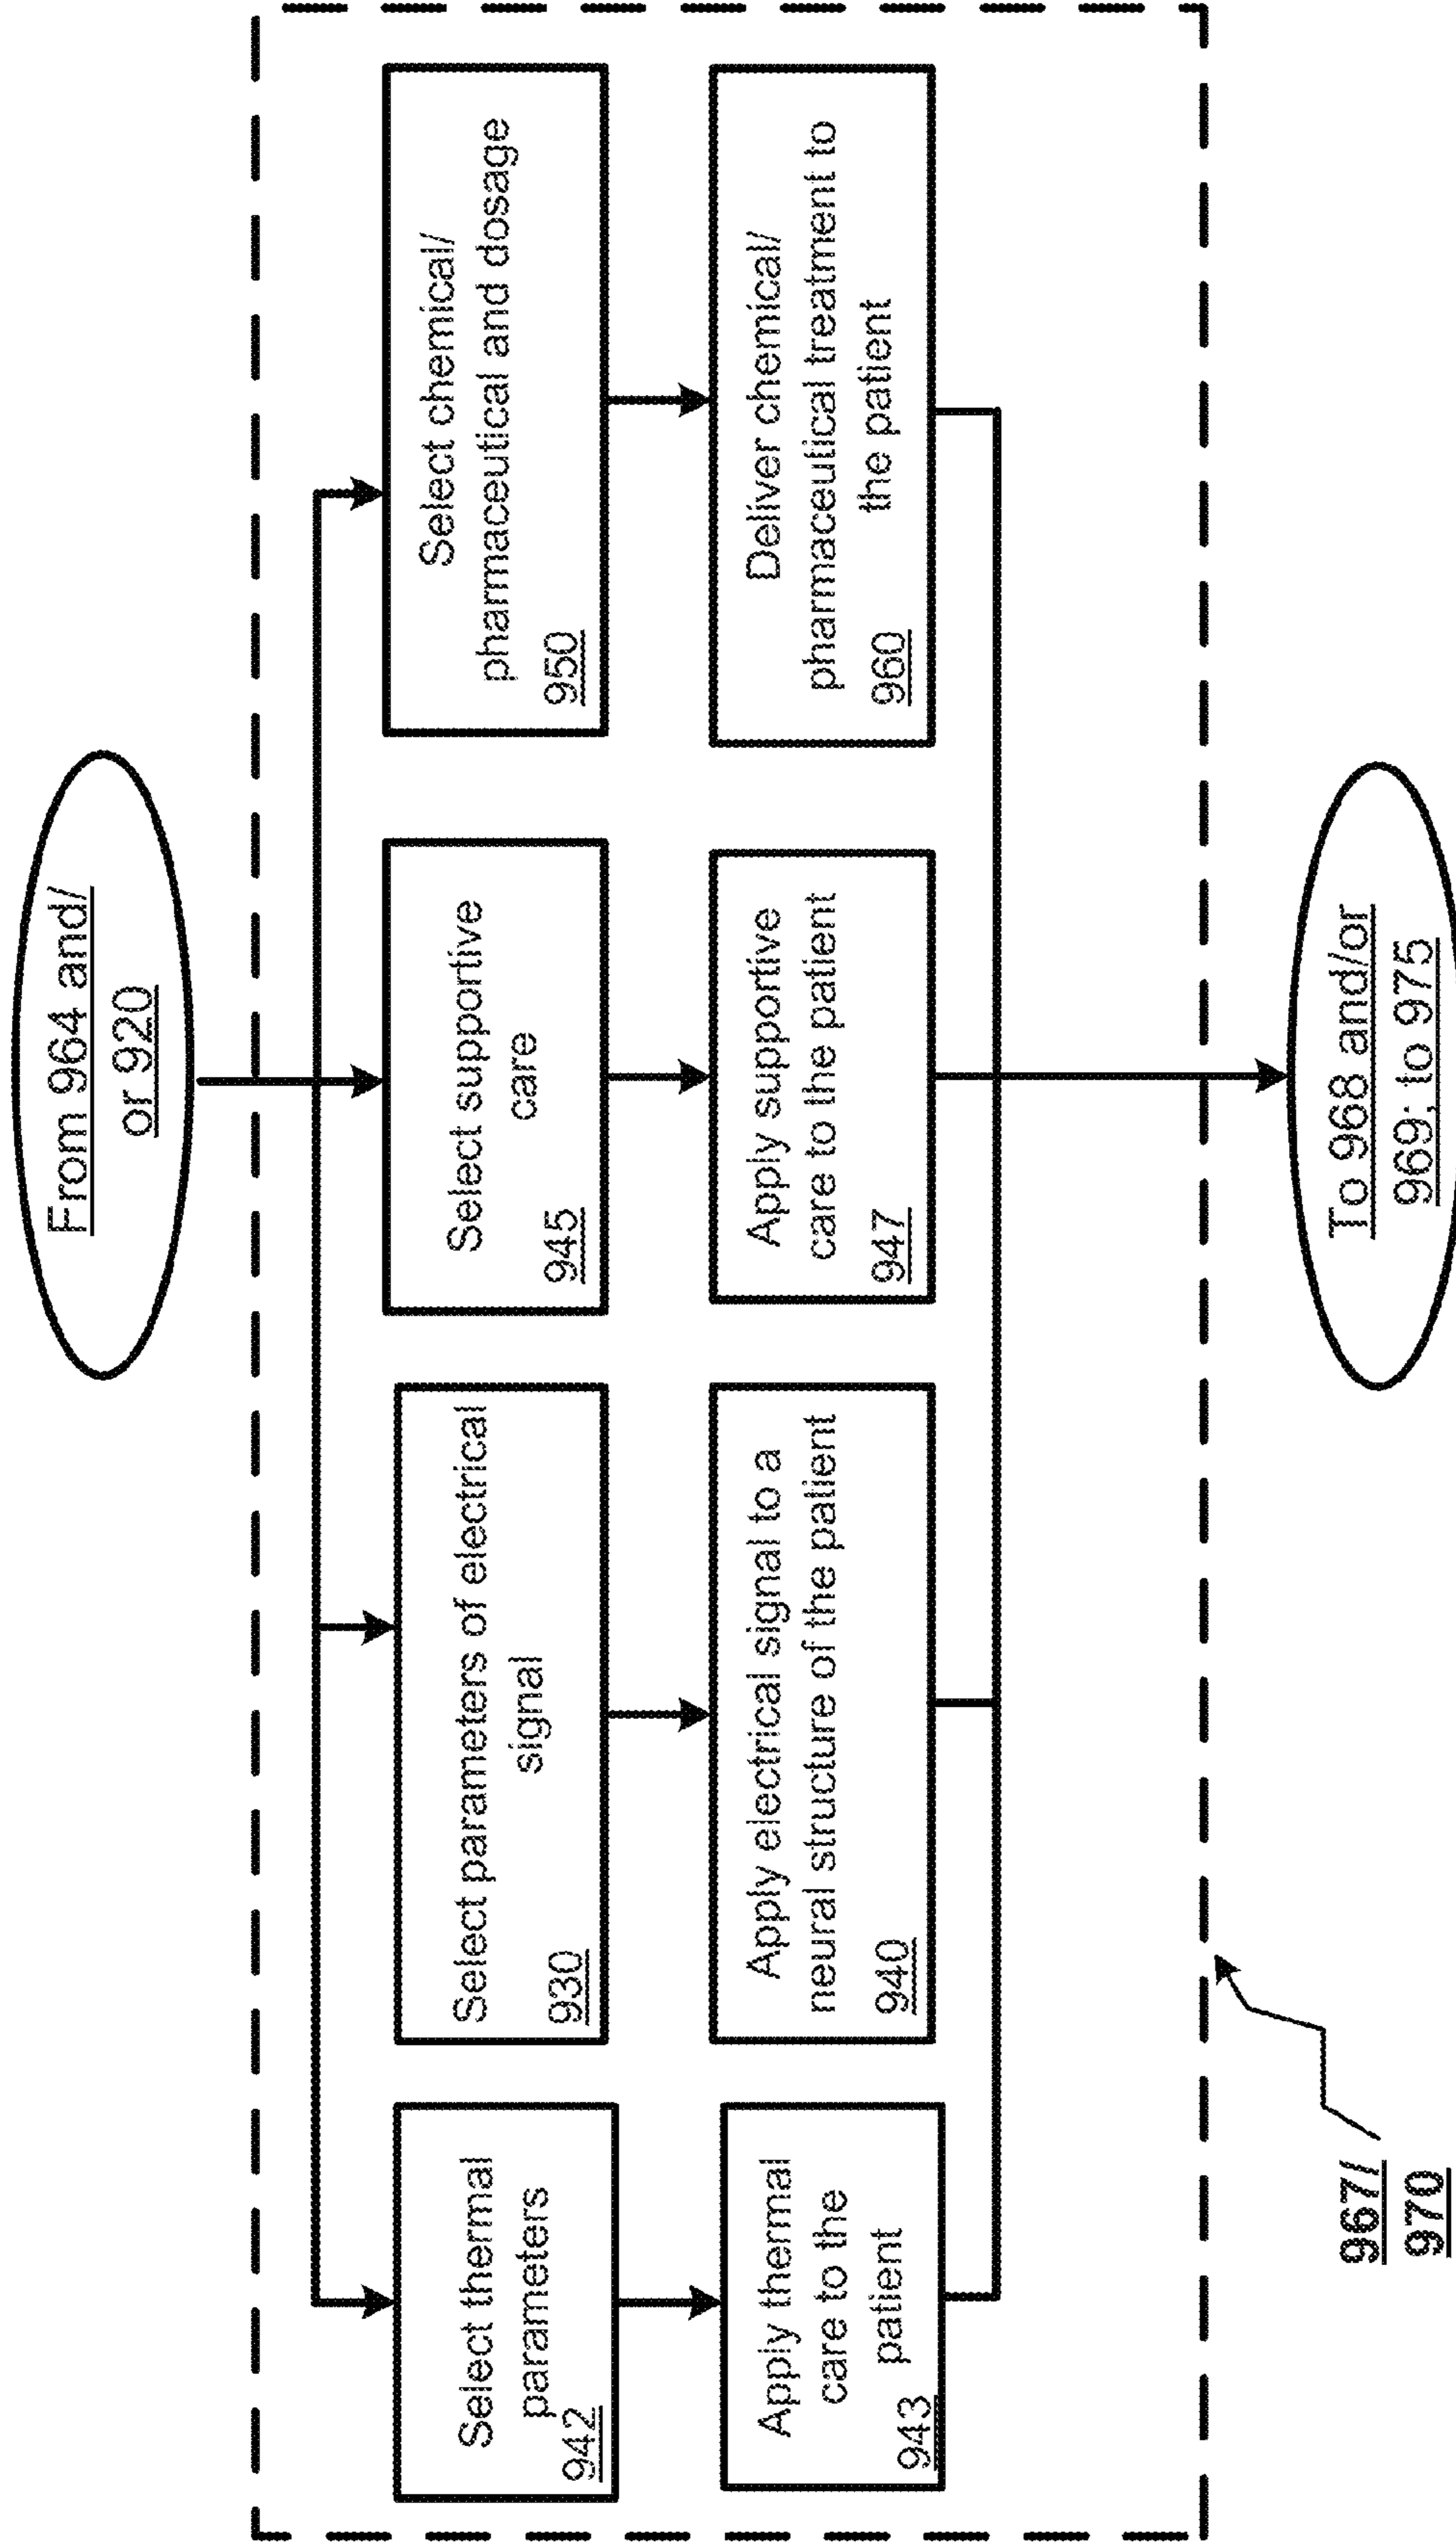 From 964 and/
or 920
Select thermal
parameters
942
Select parameters of electrical
signal
930
Select supportive
care
945
Select chemical/
pharmaceutical and dosage
950
Apply thermal
care to the
patient
943
Apply electrical signal to a
neural structure of the patient
940
Apply supportive
care to the patient
947
Deliver chemical/
pharmaceutical treatment to
the patient
960
967/
970
To 968 and/or
969; to 975